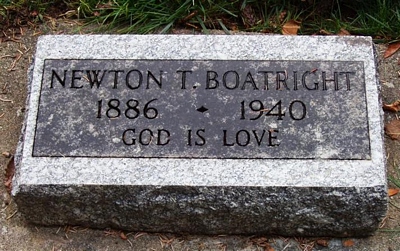 NEWTON T. BOATRIGHT
1886 ♦ 1940
GOD IS LOVE